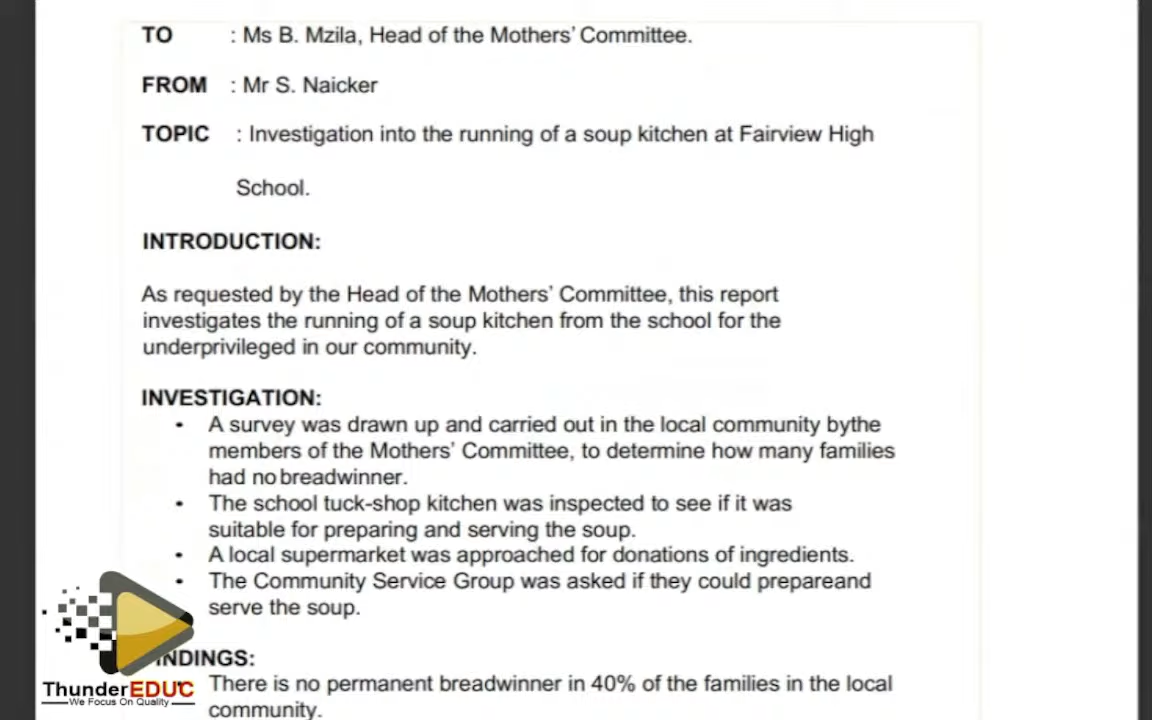 TO : Ms B. Mzila, Head of the Mothers' Committee.
FROM : Mr S. Naicker
TOPIC : Investigation into the running of a soup kitchen at Fairview High
School.
INTRODUCTION:
As requested by the Head of the Mothers' Committee, this report
investigates the running of a soup kitchen from the school for the
underprivileged in our community.
INVESTIGATION:
• A survey was drawn up and carried out in the local community bythe
members of the Mothers' Committee, to determine how many families
had no breadwinner.
• The school tuck-shop kitchen was inspected to see if it was
suitable for preparing and serving the soup.
• A local supermarket was approached for donations of ingredients.
• The Community Service Group was asked if they could prepareand
serve the soup.
INDINGS:
There is no permanent breadwinner in 40% of the families in the local
community.
ThunderEDUC
We Focus On Quality